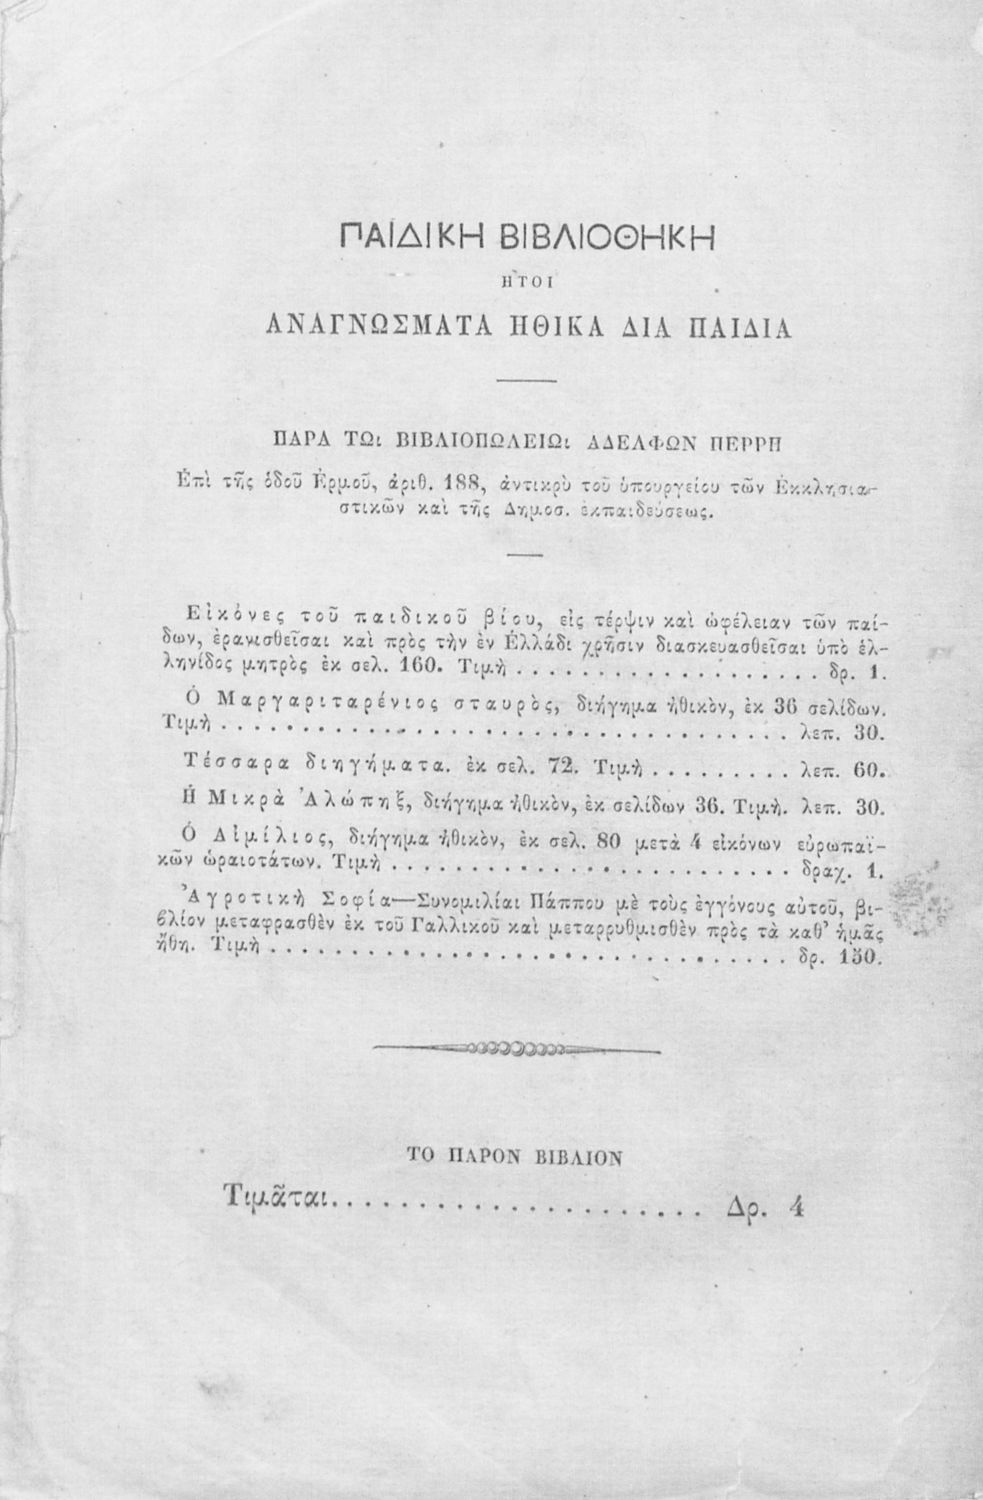 ΠΑΙΔΙΚΗ ΒΙΒΛΙΟΘΗΚΗ
ΗΤΟΙ
ΑΝΑΓΝΩΣΜΑΤΑ ΗΘΙΚΑ ΔΙΑ ΠΑΙΔΙΑ
ΠΑΡΑ ΤΩι ΒΙΒΛΙΟΠΩΛΕΙΩι ΑΔΕΛΦΩΝ ΠΕΡΡΗ
Ἐπὶ τῆς ὁδοῦ Ἑρμοῦ, ἀριθ. 188, ἀντικρὺ τοῦ ὑπουργείου τῶν Ἐκκλησια-
στικῶν καὶ τῆς Δημοσ. ἐκπαιδεύσεως.
Εἰκόνες τοῦ παιδικοῦ βίου, εἰς τέρψιν καὶ ὠφέλειαν τῶν παί-
δων, ἐρανισθεῖσαι καὶ πρὸς τὴν ἐν Ἑλλάδι χρῆσιν διασκευασθεῖσαι ὑπὸ ἑλ-
ληνίδος μητρὸς ἐκ σελ. 160. Τιμὴ . . . . . . . . . . . . . . . . . . . δρ. 1.
Ὁ Μαργαριταρένιος σταυρὸς, διήγημα ἠθικὸν, ἐκ 36 σελίδων.
Τιμὴ . . . . . . . . . . . . . . . . . . . . . . . . . . . . . . . . . . λεπ. 30.
Τέσσαρα διηγήματα. ἐκ σελ. 72. Τιμὴ . . . . . . . . . λεπ. 60.
Ἡ Μικρὰ Ἀλώπηξ, διήγημα ἠθικὸν, ἐκ σελίδων 36. Τιμὴ. λεπ. 30.
Ὁ Αἰμίλιος, διήγημα ἠθικὸν, ἐκ σελ. 80 μετὰ 4 εἰκόνων εὐρωπαϊ-
κῶν ὡραιοτάτων. Τιμὴ . . . . . . . . . . . . . . . . . . . . . . . . δραχ. 1.
Ἀγροτικὴ Σοφία—Συνομιλίαι Πάππου μὲ τοὺς ἐγγόνους αὐτοῦ, βι-
βλίον μεταφρασθὲν ἐκ τοῦ Γαλλικοῦ καὶ μεταρρυθμισθὲν πρὸς τὰ καθ' ἡμᾶς
ἤθη. Τιμὴ . . . . . . . . . . . . . . . . . . . . . . . . . . . . . . . δρ. 150.
ΤΟ ΠΑΡΟΝ ΒΙΒΛΙΟΝ
Τιμᾶται. . . . . . . . . . . . . . . . . . . . . . Δρ. 4